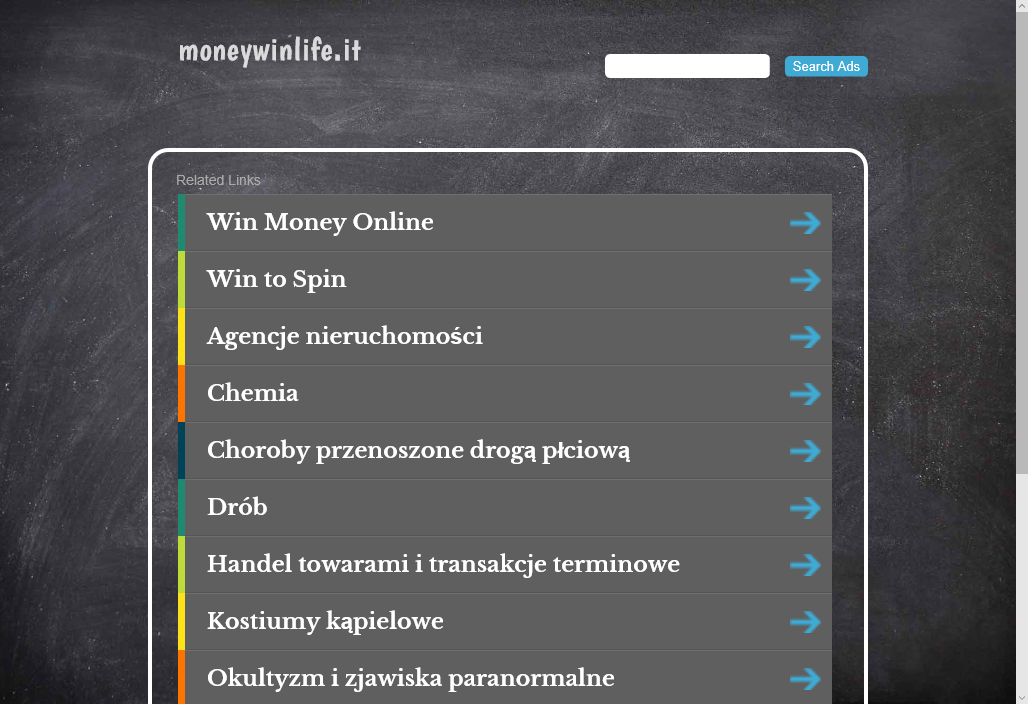 moneywinlife.it
Search Ads
Related Links
Win Money Online
Win to Spin
Agencje nieruchomości
Chemia
Choroby przenoszone drogą płciową
Drób
Handel towarami i transakcje terminowe
Kostiumy kąpielowe
Okultyzm i zjawiska paranormalne